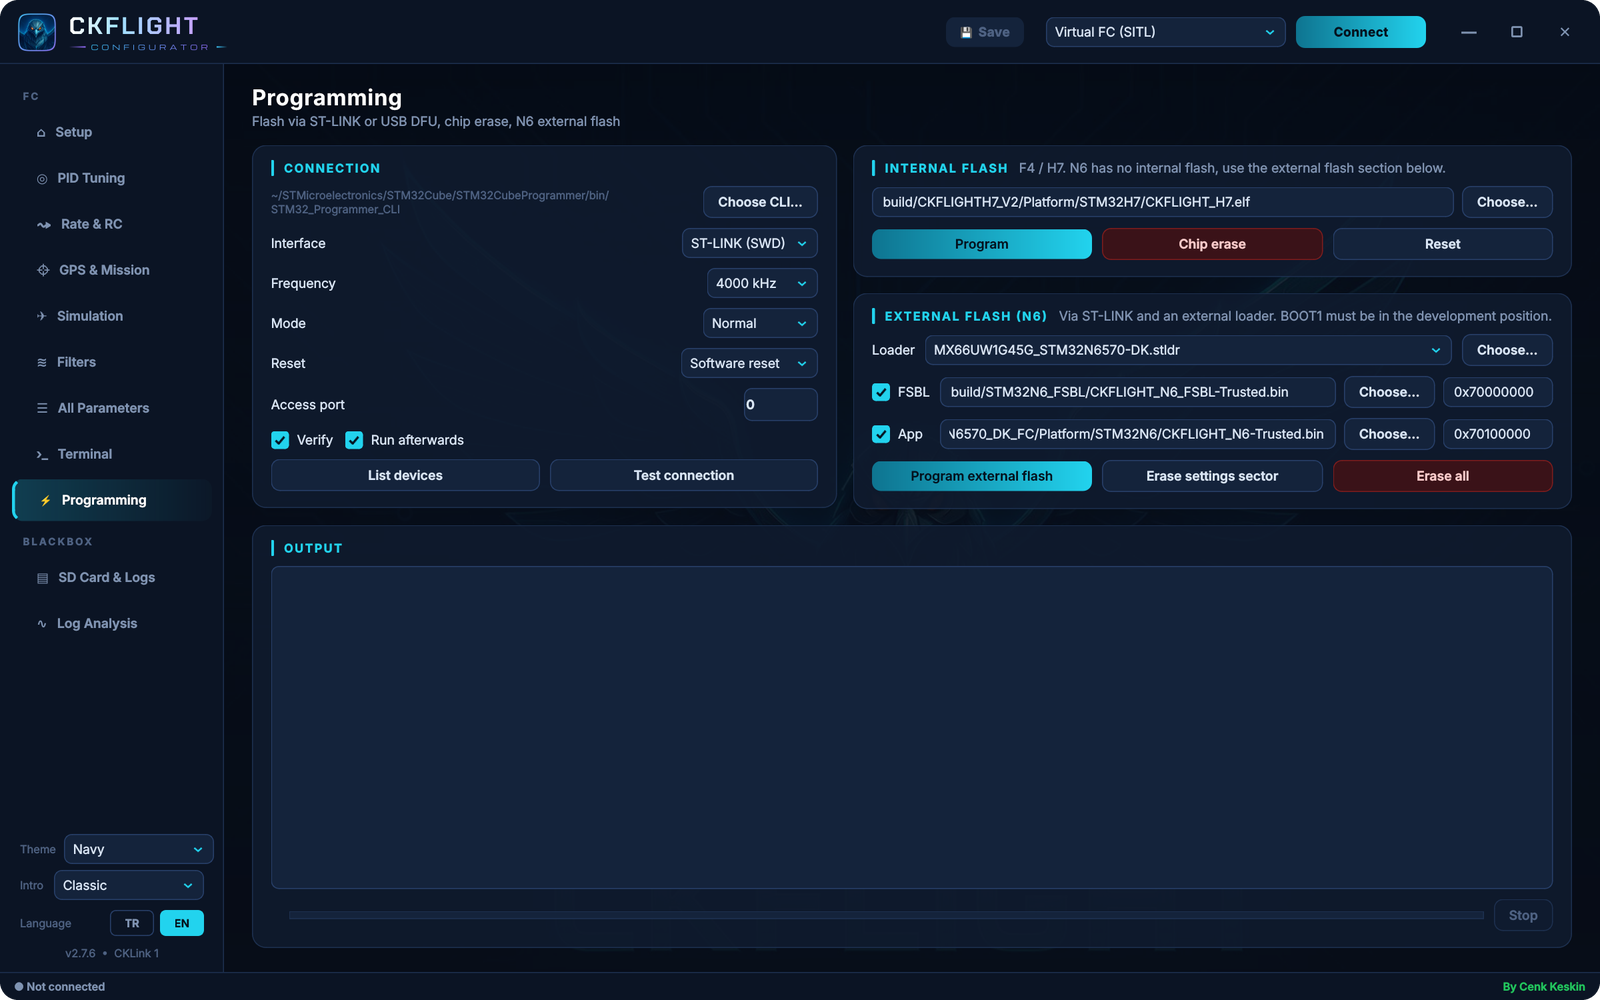 CKFLIGHT
CONFIGURATOR
Save
Virtual FC (SITL)
Connect
FC
Setup
PID Tuning
Rate & RC
GPS & Mission
Simulation
Filters
All Parameters
Terminal
Programming
BLACKBOX
SD Card & Logs
Log Analysis
Theme Navy
Intro Classic
Language TR EN
v2.7.6 • CKLink 1
Programming
Flash via ST-LINK or USB DFU, chip erase, N6 external flash
CONNECTION
~/STMicroelectronics/STM32Cube/STM32CubeProgrammer/bin/
STM32_Programmer_CLI
Choose CLI...
Interface ST-LINK (SWD)
Frequency 4000 kHz
Mode Normal
Reset Software reset
Access port 0
Verify Run afterwards
List devices Test connection
INTERNAL FLASH F4 / H7. N6 has no internal flash, use the external flash section below.
build/CKFLIGHTH7_V2/Platform/STM32H7/CKFLIGHT_H7.elf Choose...
Program Chip erase Reset
EXTERNAL FLASH (N6) Via ST-LINK and an external loader. BOOT1 must be in the development position.
Loader MX66UW1G45G_STM32N6570-DK.stldr Choose...
FSBL build/STM32N6_FSBL/CKFLIGHT_N6_FSBL-Trusted.bin Choose... 0x70000000
App N6570_DK_FC/Platform/STM32N6/CKFLIGHT_N6-Trusted.bin Choose... 0x70100000
Program external flash Erase settings sector Erase all
OUTPUT
Stop
Not connected
By Cenk Keskin